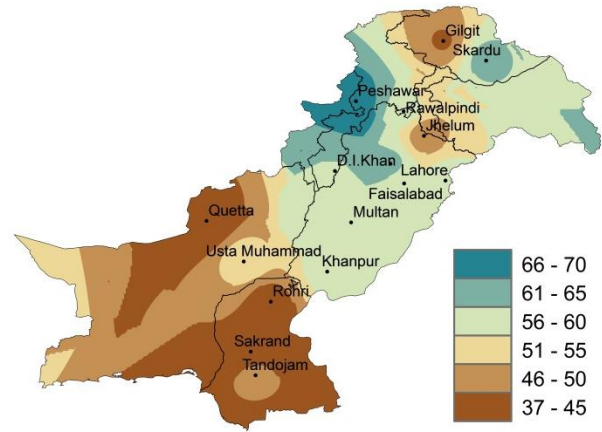 Gilgit
Skardu
Peshawar
Rawalpindi
Jhelum
D.I.Khan
Lahore
Faisalabad
Quetta
Multan
Usta Muhammad
Khanpur
Rohri
Sakrand
Tandojam
66 - 70
61 - 65
56 - 60
51 - 55
46 - 50
37 - 45